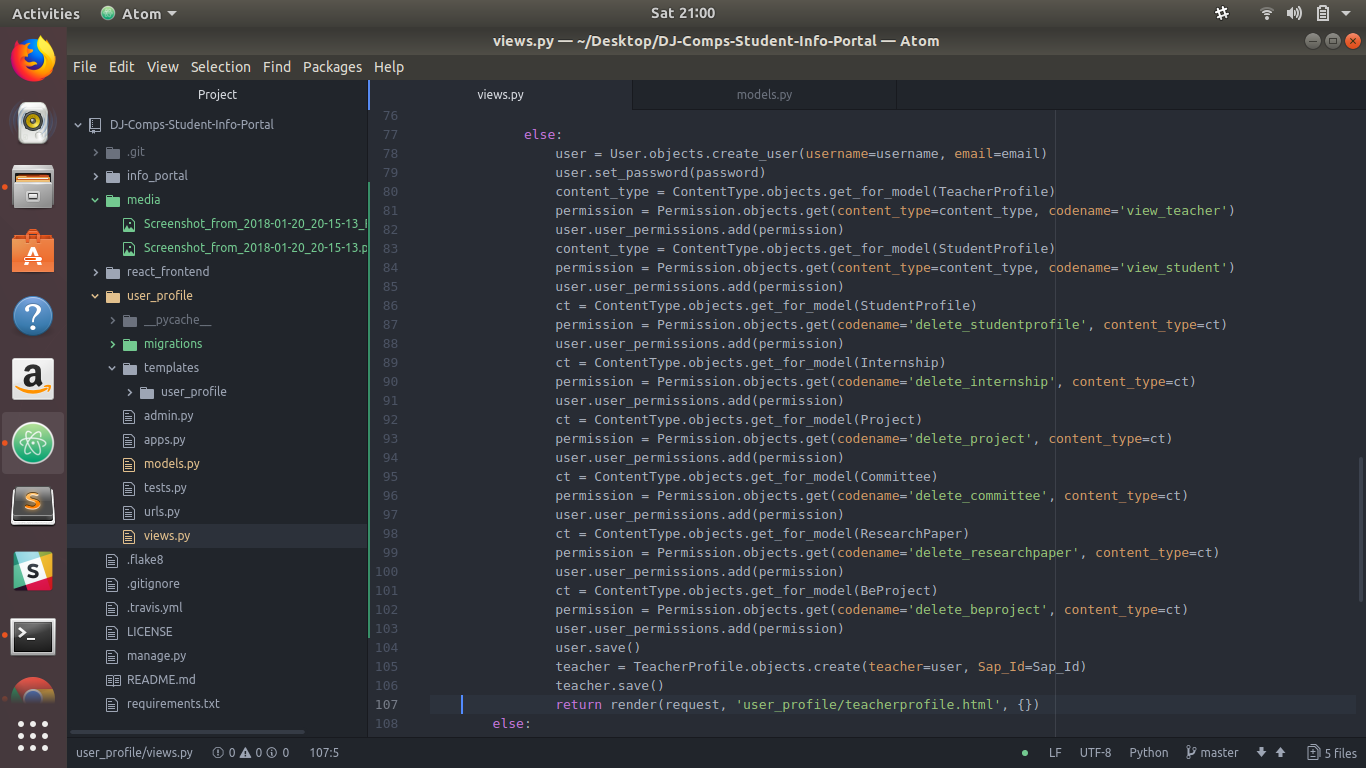 Activities Atom Sat 21:00
views.py — ~/Desktop/DJ-Comps-Student-Info-Portal — Atom
File Edit View Selection Find Packages Help
Project
DJ-Comps-Student-Info-Portal
.git
info_portal
media
Screenshot_from_2018-01-20_20-15-13_
Screenshot_from_2018-01-20_20-15-13.p
react_frontend
user_profile
__pycache__
migrations
templates
user_profile
admin.py
apps.py
models.py
tests.py
urls.py
views.py
.flake8
.gitignore
.travis.yml
LICENSE
manage.py
README.md
requirements.txt
views.py models.py
76
77 else:
78 user = User.objects.create_user(username=username, email=email)
79 user.set_password(password)
80 content_type = ContentType.objects.get_for_model(TeacherProfile)
81 permission = Permission.objects.get(content_type=content_type, codename='view_teacher')
82 user.user_permissions.add(permission)
83 content_type = ContentType.objects.get_for_model(StudentProfile)
84 permission = Permission.objects.get(content_type=content_type, codename='view_student')
85 user.user_permissions.add(permission)
86 ct = ContentType.objects.get_for_model(StudentProfile)
87 permission = Permission.objects.get(codename='delete_studentprofile', content_type=ct)
88 user.user_permissions.add(permission)
89 ct = ContentType.objects.get_for_model(Internship)
90 permission = Permission.objects.get(codename='delete_internship', content_type=ct)
91 user.user_permissions.add(permission)
92 ct = ContentType.objects.get_for_model(Project)
93 permission = Permission.objects.get(codename='delete_project', content_type=ct)
94 user.user_permissions.add(permission)
95 ct = ContentType.objects.get_for_model(Committee)
96 permission = Permission.objects.get(codename='delete_committee', content_type=ct)
97 user.user_permissions.add(permission)
98 ct = ContentType.objects.get_for_model(ResearchPaper)
99 permission = Permission.objects.get(codename='delete_researchpaper', content_type=ct)
100 user.user_permissions.add(permission)
101 ct = ContentType.objects.get_for_model(BeProject)
102 permission = Permission.objects.get(codename='delete_beproject', content_type=ct)
103 user.user_permissions.add(permission)
104 user.save()
105 teacher = TeacherProfile.objects.create(teacher=user, Sap_Id=Sap_Id)
106 teacher.save()
107 return render(request, 'user_profile/teacherprofile.html', {})
108 else:
user_profile/views.py 0 0 0 107:5 LF UTF-8 Python master 5 files